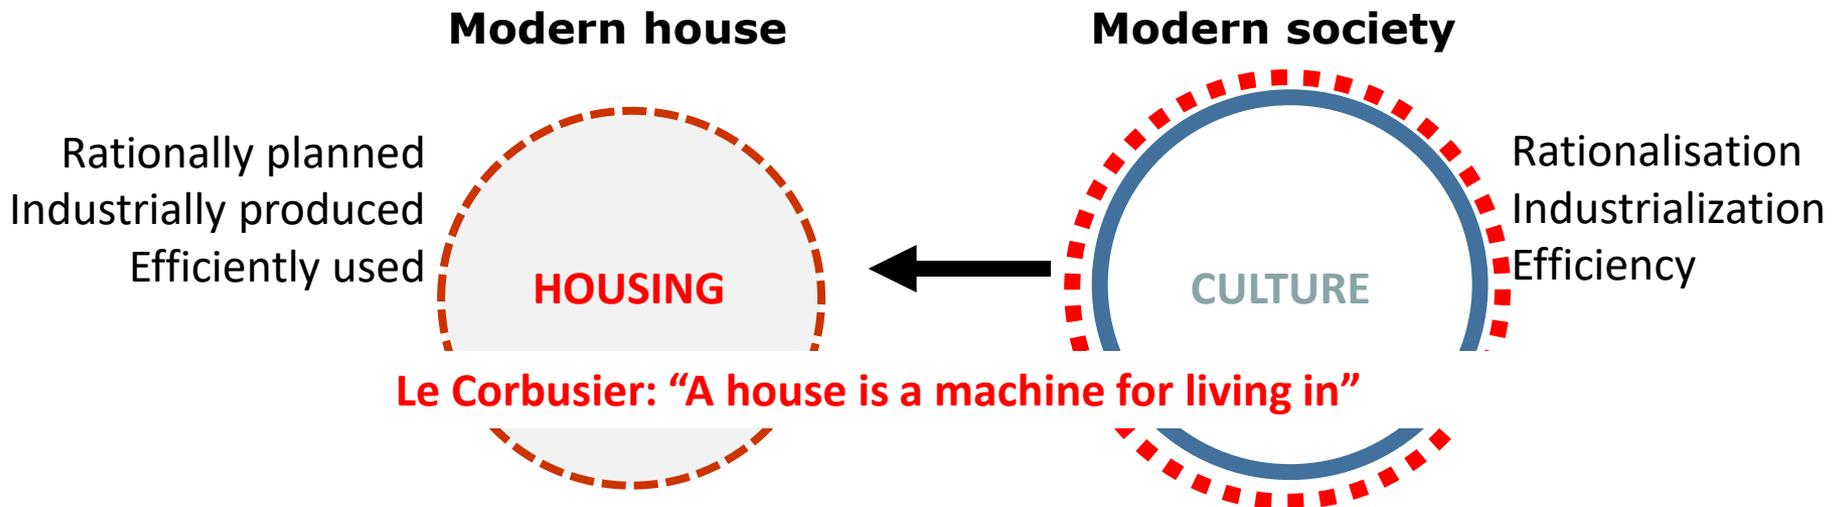 Modern house
Modern society
Rationally planned
Industrially produced
Efficiently used
HOUSING
CULTURE
Rationalisation
Industrialization
Efficiency
Le Corbusier: “A house is a machine for living in”